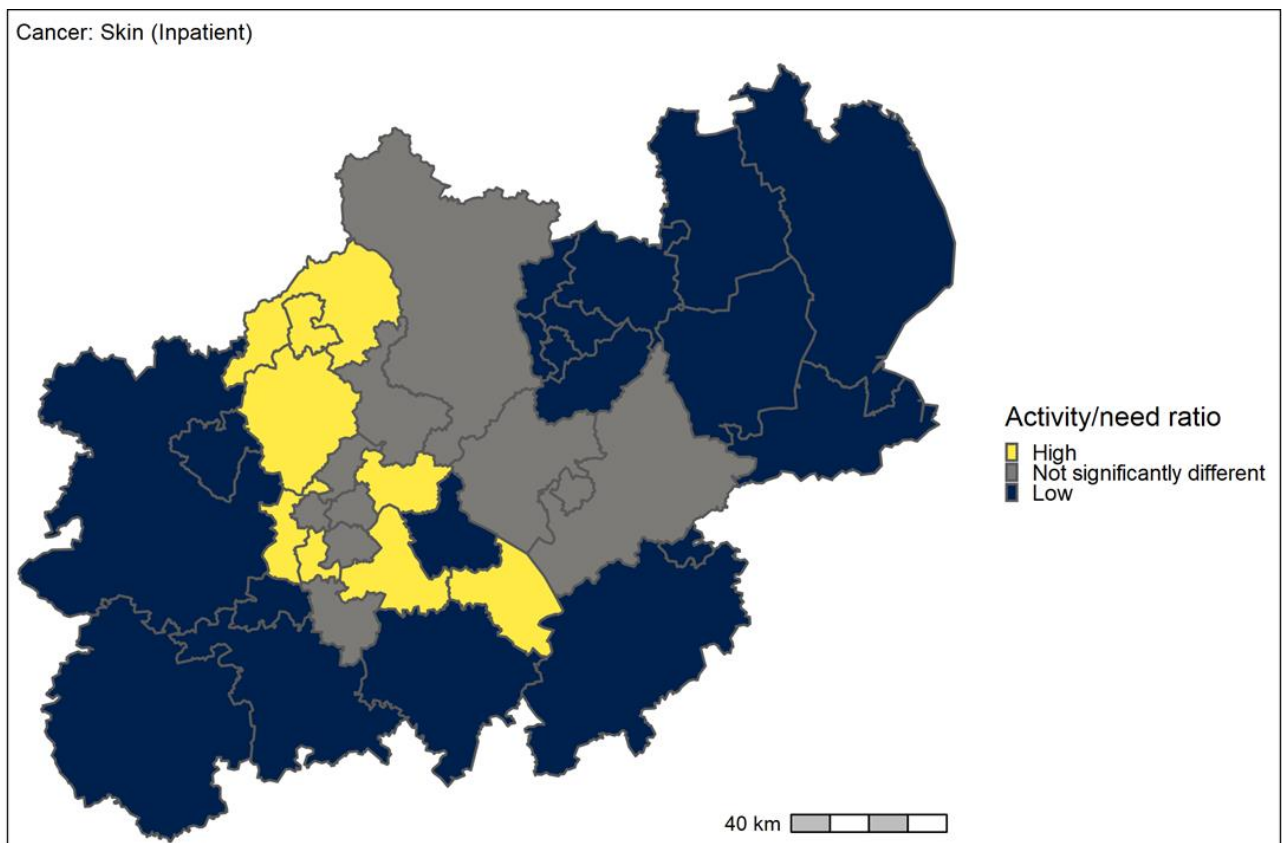 Cancer: Skin (Inpatient)
Activity/need ratio
High
Not significantly different
Low
40 km